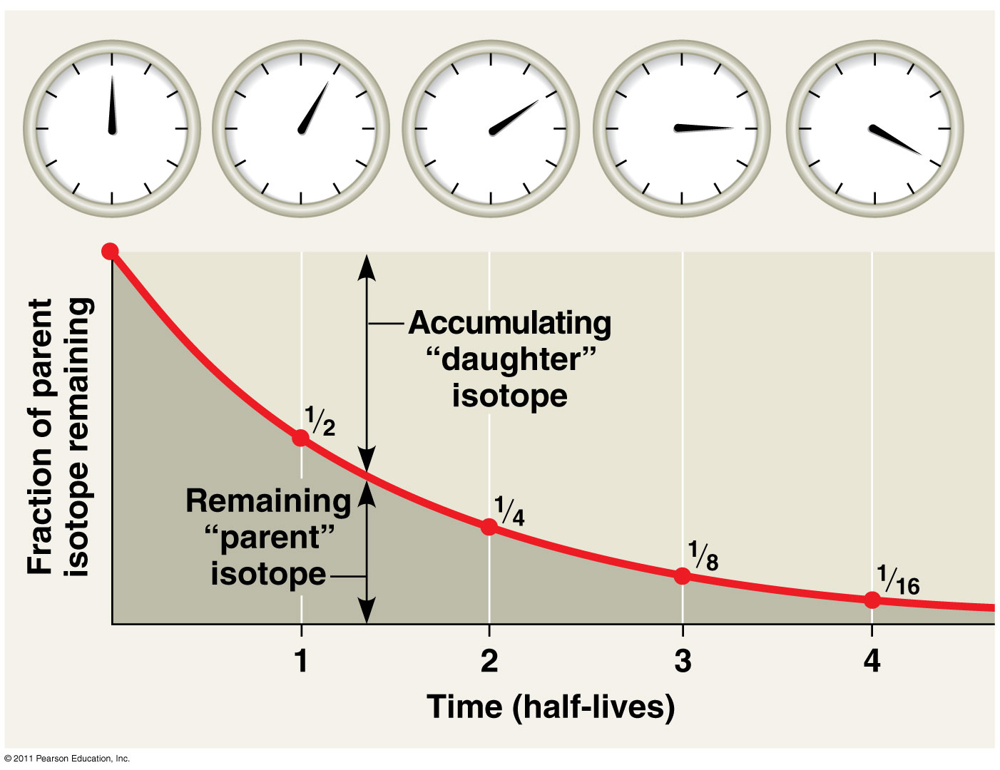 Fraction of parent
isotope remaining
Accumulating
“daughter”
isotope
1/2
Remaining
“parent”
isotope
1/4
1/8
1/16
1 2 3 4
Time (half-lives)
© 2011 Pearson Education, Inc.